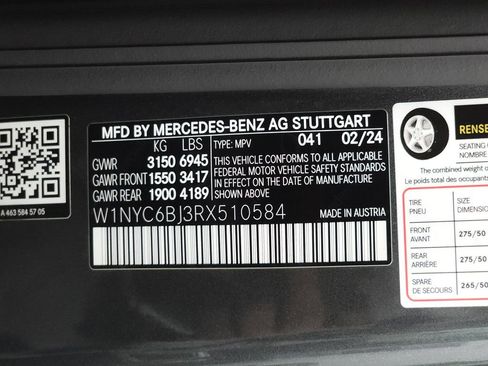 MFD BY MERCEDES-BENZ AG STUTTGART
KG LBS TYPE: MPV 041 02/24
GVWR 3150 6945
GAWR FRONT 1550 3417
GAWR REAR 1900 4189
THIS VEHICLE CONFORMS TO ALL APPLICABLE
FEDERAL MOTOR VEHICLE SAFETY STANDARDS
IN EFFECT ON THE DATE OF MANUFACTURE
SHOWN ABOVE.
W1NYC6BJ3RX510584
MADE IN AUSTRIA
A 463 584 57 05
RENSE
SEATING
NOMBRE
The combined weight o
Le poids total des occupants
TIRE SIZE
PNEU DIMENSION
FRONT 275/50
AVANT
REAR 275/50
ARRIÈRE
SPARE 265/50
DE SECOURS